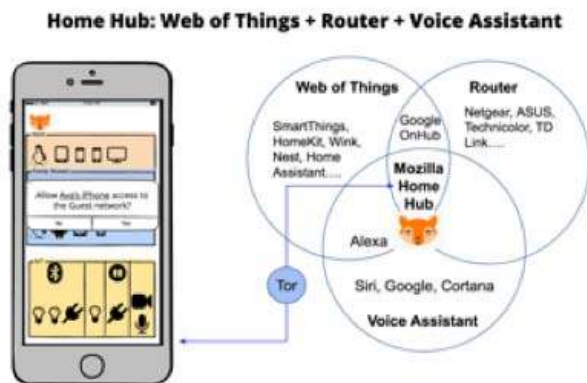 Home Hub: Web of Things + Router + Voice Assistant
Allow Ava's iPhone access to
the Guest network?
No
Yes
Tor
Web of Things
SmartThings,
HomeKit, Wink,
Nest, Home
Assistant....
Google
OnHub
Router
Netgear, ASUS,
Technicolor, TD
Link.....
Mozilla
Home
Hub
Alexa
Siri, Google, Cortana
Voice Assistant